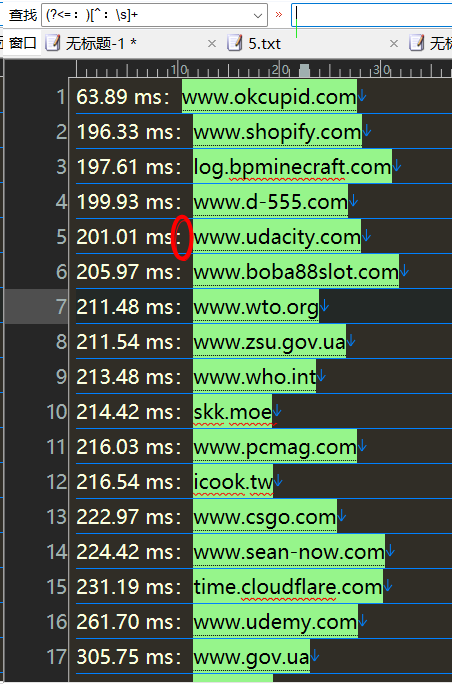 查找 (?<=：)[^：\s]+ »
窗口 无标题-1 * × 5.txt × 无标
10 20 30
1 63.89 ms：www.okcupid.com↓
2 196.33 ms：www.shopify.com↓
3 197.61 ms：log.bpminecraft.com↓
4 199.93 ms：www.d-555.com↓
5 201.01 ms：www.udacity.com↓
6 205.97 ms：www.boba88slot.com↓
7 211.48 ms：www.wto.org↓
8 211.54 ms：www.zsu.gov.ua↓
9 213.48 ms：www.who.int↓
10 214.42 ms：skk.moe↓
11 216.03 ms：www.pcmag.com↓
12 216.54 ms：icook.tw↓
13 222.97 ms：www.csgo.com↓
14 224.42 ms：www.sean-now.com↓
15 231.19 ms：time.cloudflare.com↓
16 261.70 ms：www.udemy.com↓
17 305.75 ms：www.gov.ua↓